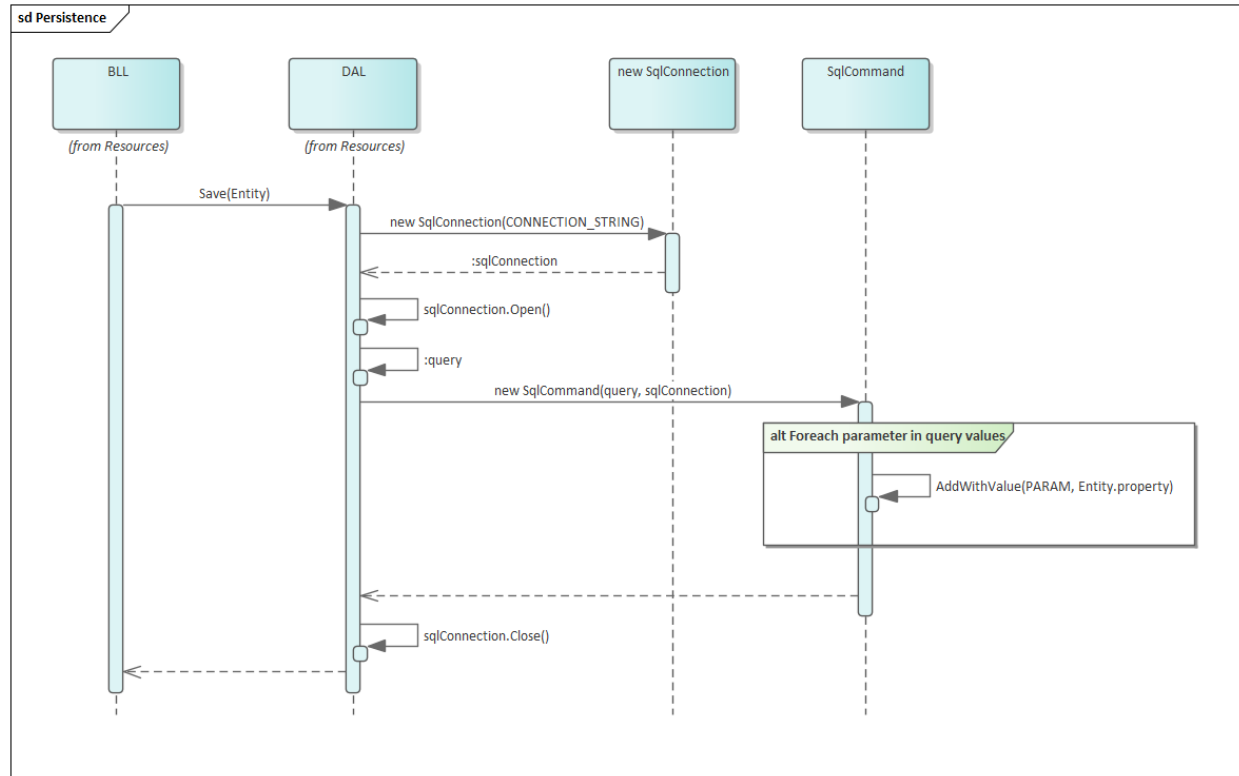 sd Persistence
BLL
DAL
new SqlConnection
SqlCommand
(from Resources)
(from Resources)
Save(Entity)
new SqlConnection(CONNECTION_STRING)
:sqlConnection
sqlConnection.Open()
:query
new SqlCommand(query, sqlConnection)
alt Foreach parameter in query values
AddWithValue(PARAM, Entity.property)
sqlConnection.Close()